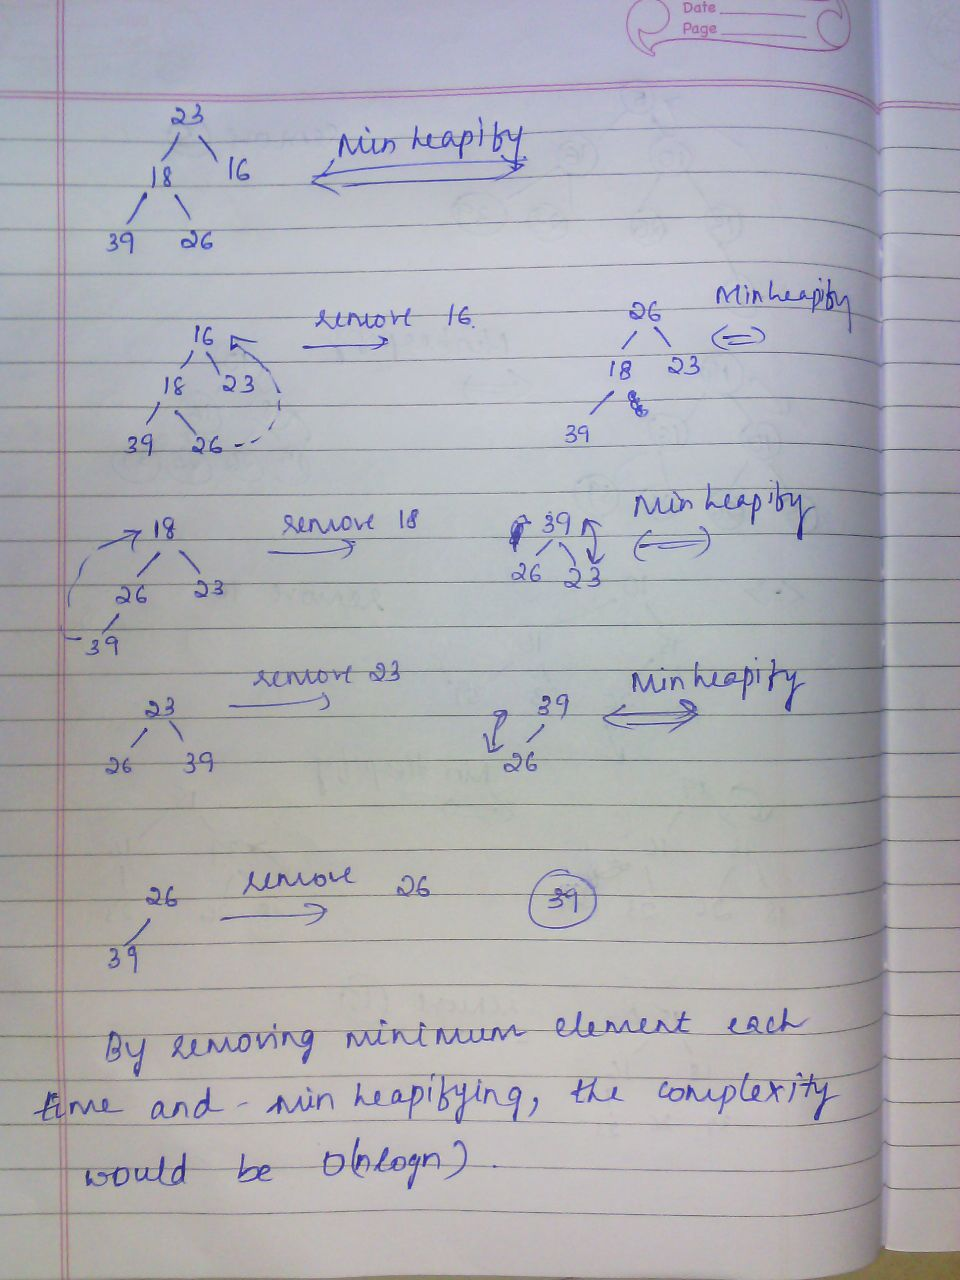 Date
Page
23
Min heapify
18 16
39 26
16 remove 16.
18 23
39 26
26 Minheapify
18 23
39
18 remove 18
26 23
39
39 Min heapify
26 23
23 remove 23
26 39
39 Minheapify
26
26 remove 26 39
39
By removing minimum element each
time and - min heapifying, the complexity
would be O(nlogn).